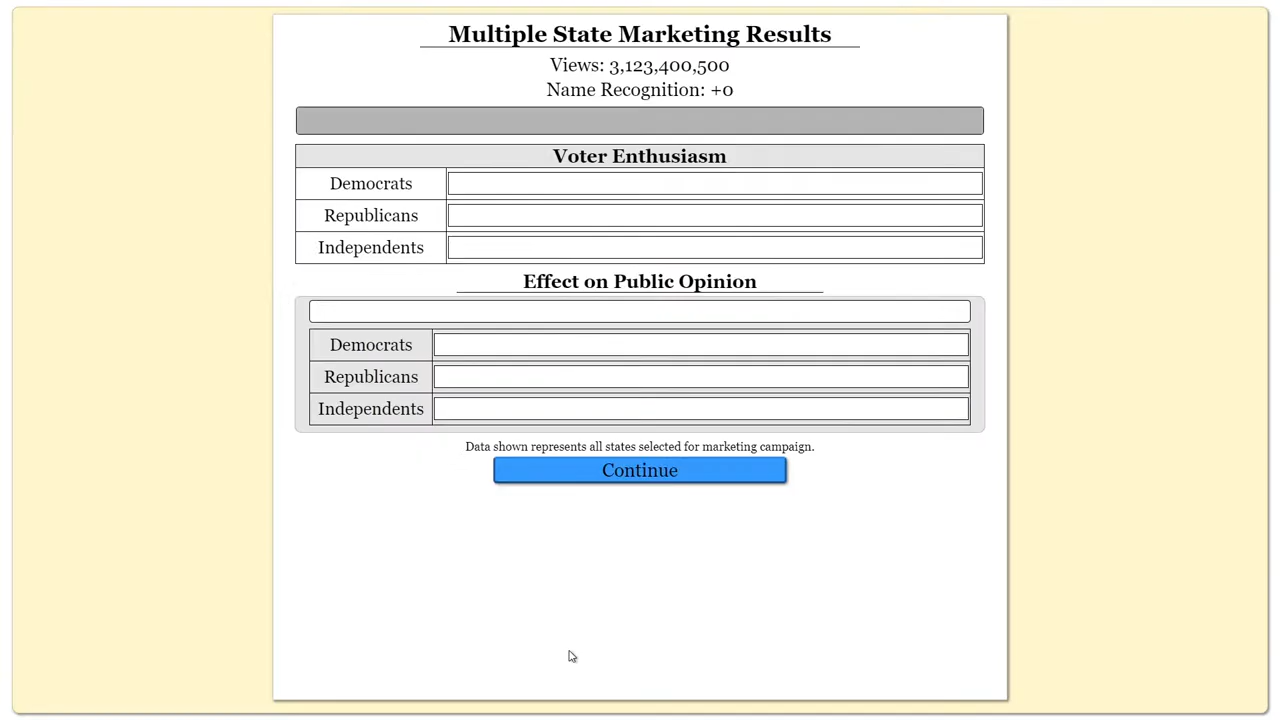 Multiple State Marketing Results
Views: 3,123,400,500
Name Recognition: +0
Voter Enthusiasm
Democrats
Republicans
Independents
Effect on Public Opinion
Democrats
Republicans
Independents
Data shown represents all states selected for marketing campaign.
Continue